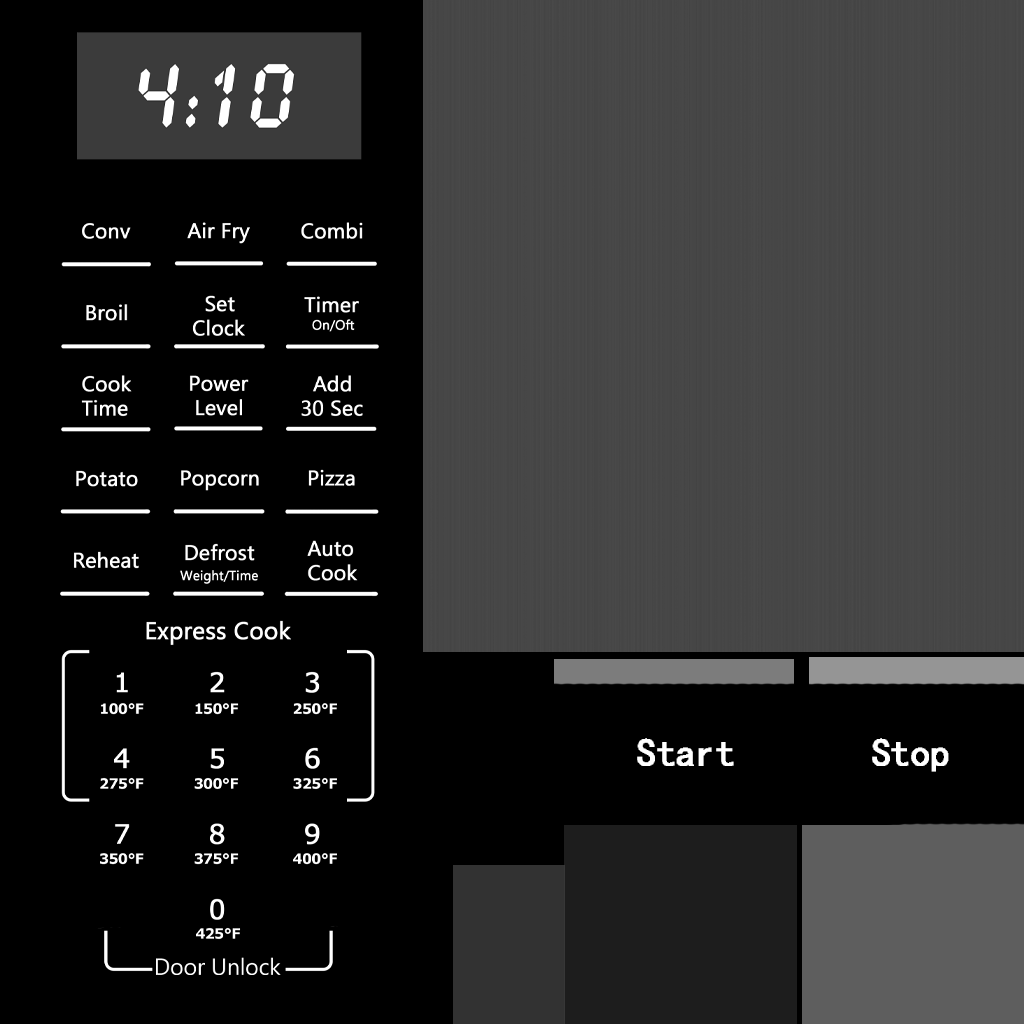 4:10
Conv Air Fry Combi
Broil Set Clock Timer On/Oft
Cook Time Power Level Add 30 Sec
Potato Popcorn Pizza
Reheat Defrost Weight/Time Auto Cook
Express Cook
1 2 3
100°F 150°F 250°F
4 5 6
275°F 300°F 325°F
7 8 9
350°F 375°F 400°F
0
425°F
Door Unlock
Start Stop